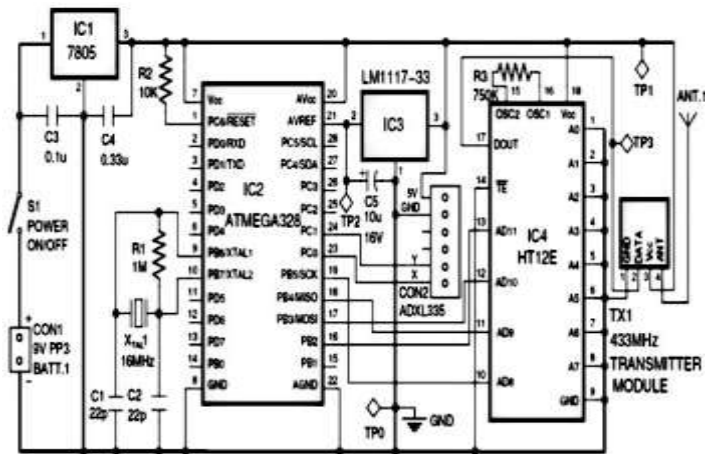 IC1
7805
1
3
2
R2
10K
C3
0.1u
C4
0.33u
S1
POWER
ON/OFF
CON1
9V PP3
BATT.1
+
−
R1
1M
XTAL1
16MHz
C1
22p
C2
22p
IC2
ATMEGA328
7 Vcc
1 PC6/RESET
2 PD0/RXD
3 PD1/TXD
4 PD2
5 PD3
6 PD4
9 PB6/XTAL1
10 PB7/XTAL2
11 PD5
12 PD6
13 PD7
14 PB0
8 GND
AVcc 20
AVREF 21
PC5/SCL
PC4/SDA 27
PC3 26
PC2 25
PC1 24
PC0 23
PB5/SCK 19
PB4/MISO 18
PB3/MOSI 17
PB2 16
PB1 15
AGND 22
LM1117-33
IC3
2
3
1
TP2
C5
10u
16V
5V
GND
Y
X
CON2
ADXL335
TP0
GND
R3
750K
15
16
18
OSC2
OSC1
Vcc
17 DOUT
14 TE
13 AD11
12 AD10
11 AD9
10 AD8
IC4
HT12E
A0 1
A1 2
A2 3
A3 4
A4 5
A5 6
A6 7
A7 8
GND 9
TP1
TP3
ANT.1
GND
DATA
Vcc
ANT
1 2 3 4
TX1
433MHz
TRANSMITTER
MODULE